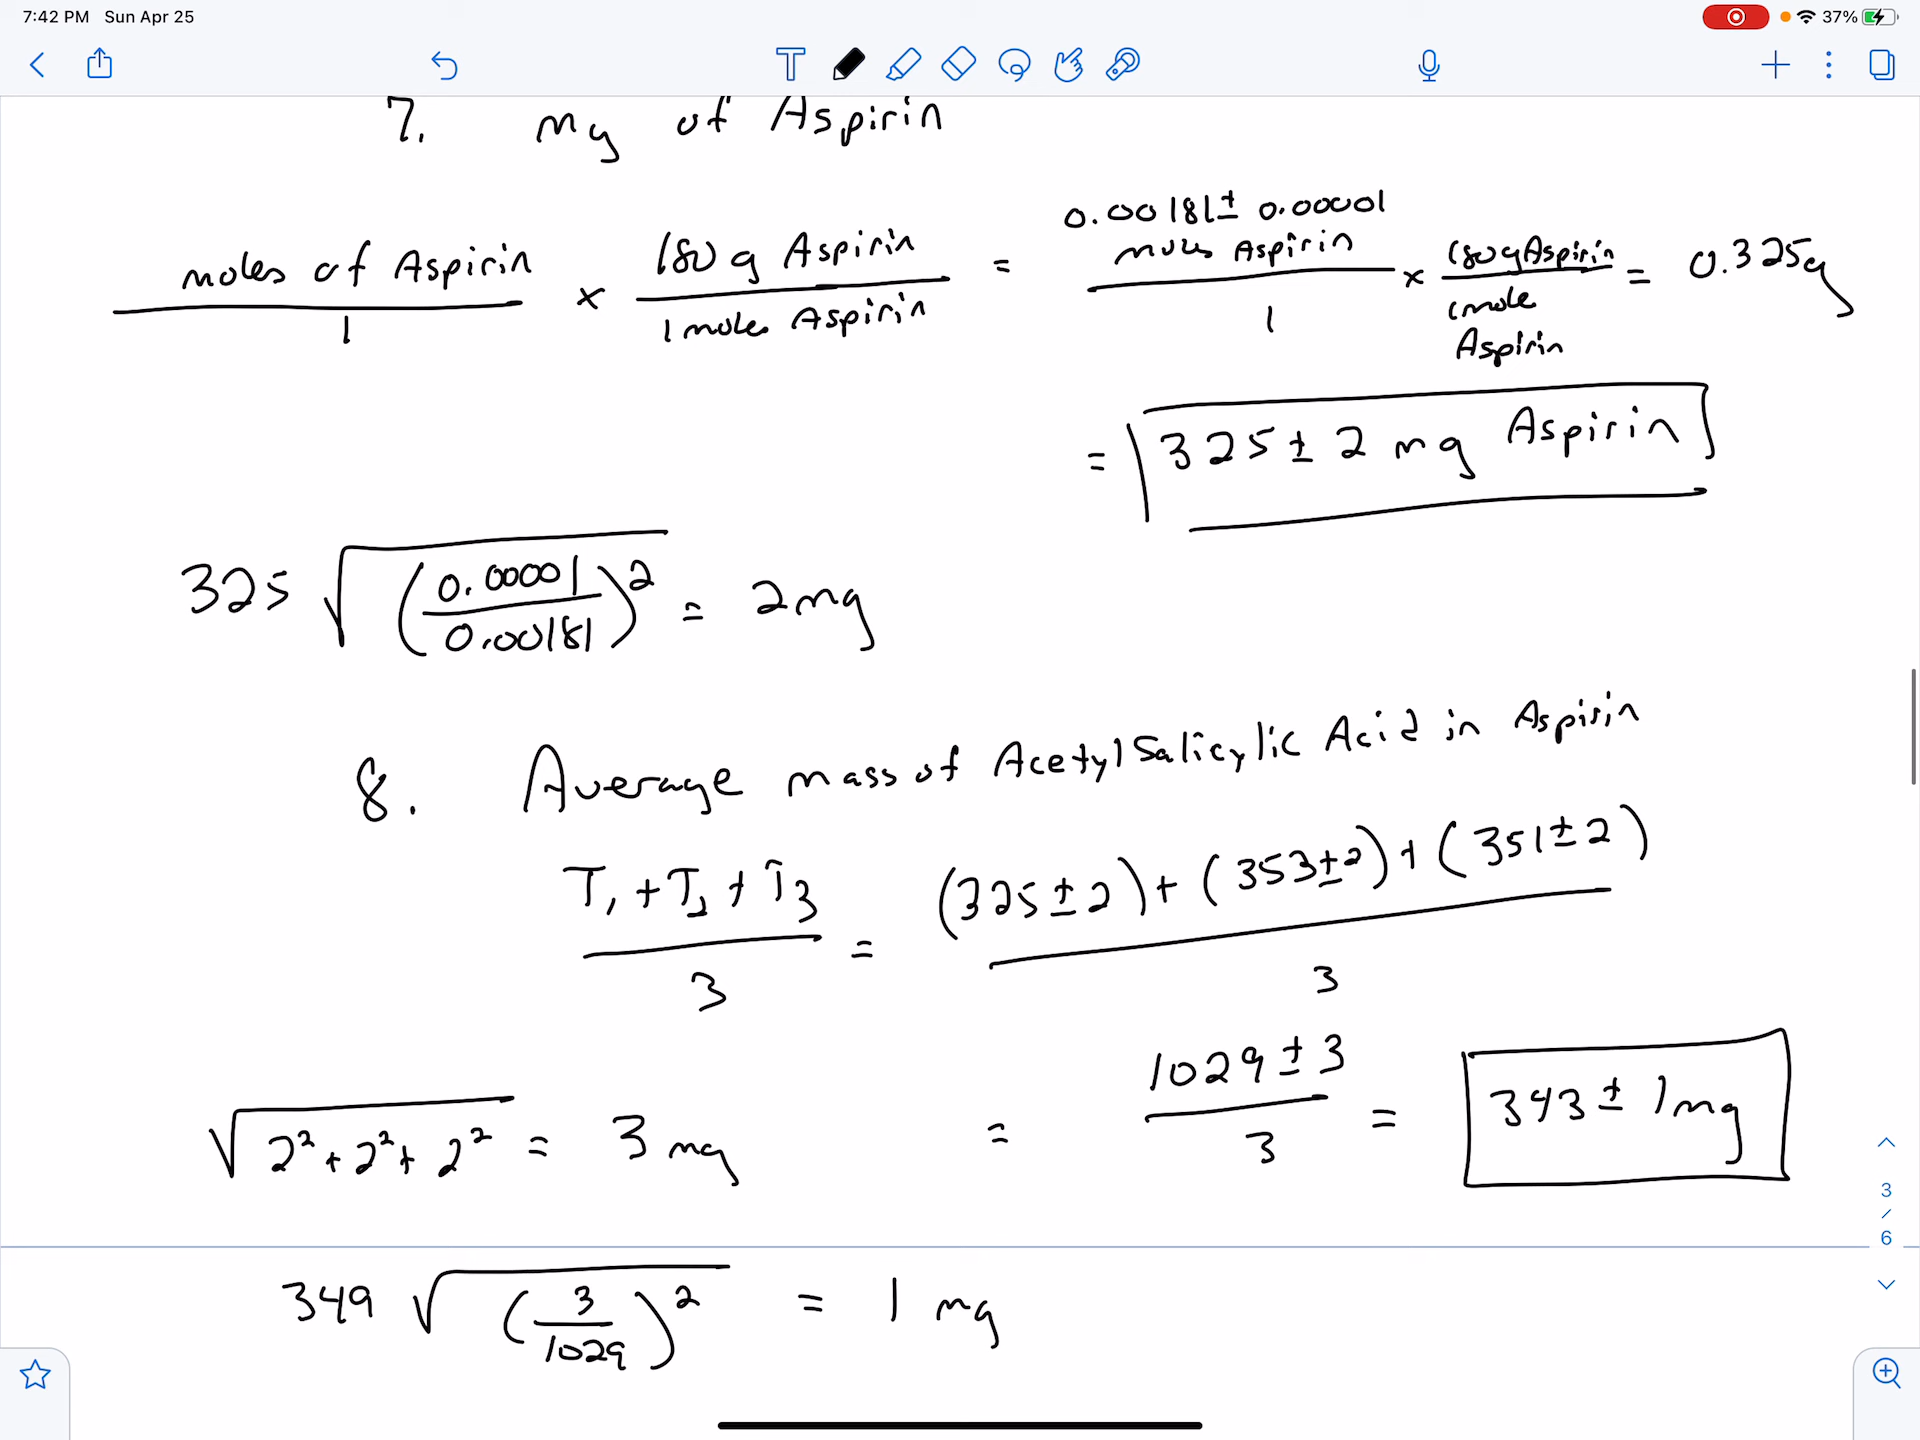 7:42 PM Sun Apr 25 37%
T
7. mg of Aspirin
moles of Aspirin / 1 × 180 g Aspirin / 1 moles Aspirin = 0.00181 ± 0.00001 moles Aspirin / 1 × 180g Aspirin / 1 mole Aspirin = 0.325g
= 325 ± 2 mg Aspirin
325 √(0.00001 / 0.00181)² = 2mg
8. Average mass of AcetylSalicylic Acid in Aspirin
T₁ + T₂ + T₃ / 3 = (325 ± 2) + (353 ± 2) + (351 ± 2) / 3
√2² + 2² + 2² = 3 mg
= 1029 ± 3 / 3 = 343 ± 1mg
3 / 6
349 √(3 / 1029)² = 1 mg